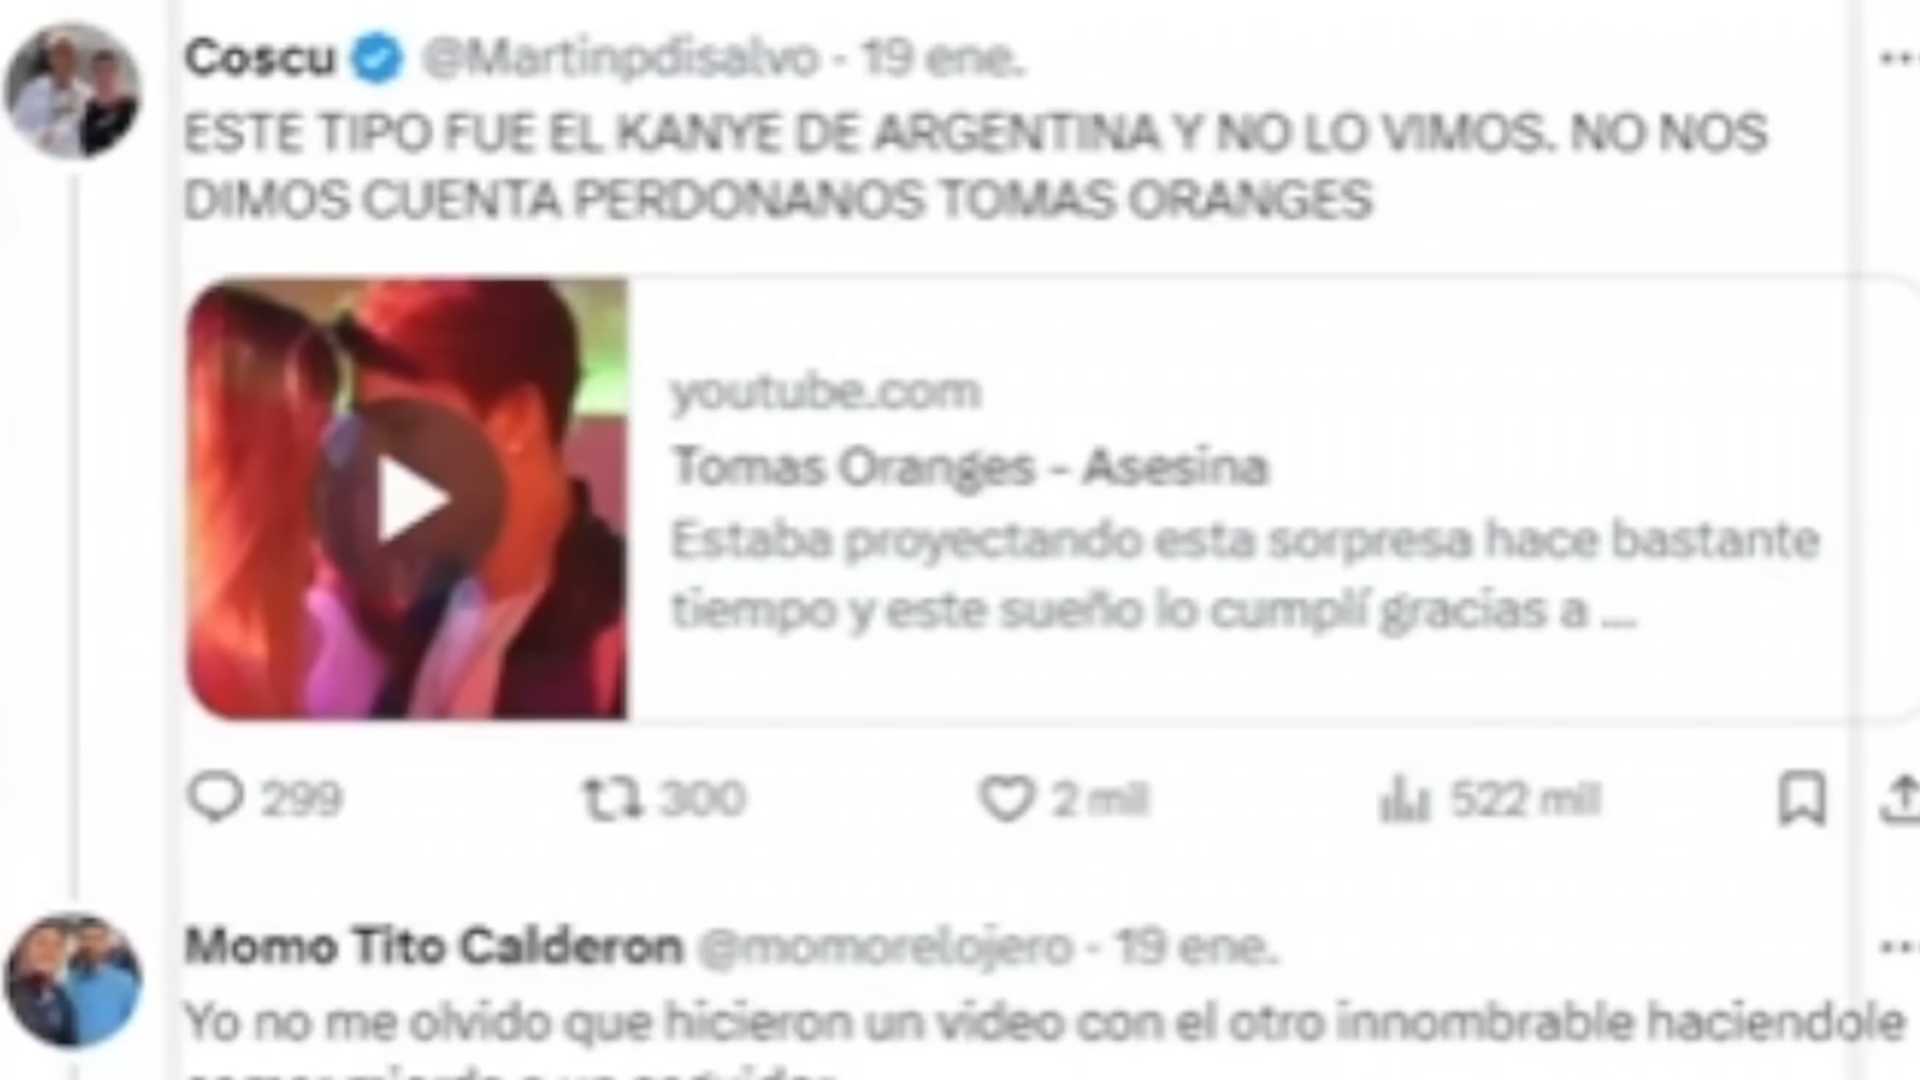 Coscu @Martinpdisalvo · 19 ene.
ESTE TIPO FUE EL KANYE DE ARGENTINA Y NO LO VIMOS. NO NOS
DIMOS CUENTA PERDONANOS TOMAS ORANGES
youtube.com
Tomas Oranges - Asesina
Estaba proyectando esta sorpresa hace bastante
tiempo y este sueño lo cumplí gracias a ...
299 300 2 mil 522 mil
Momo Tito Calderon @momorelojero · 19 ene.
Yo no me olvido que hicieron un video con el otro innombrable haciendole